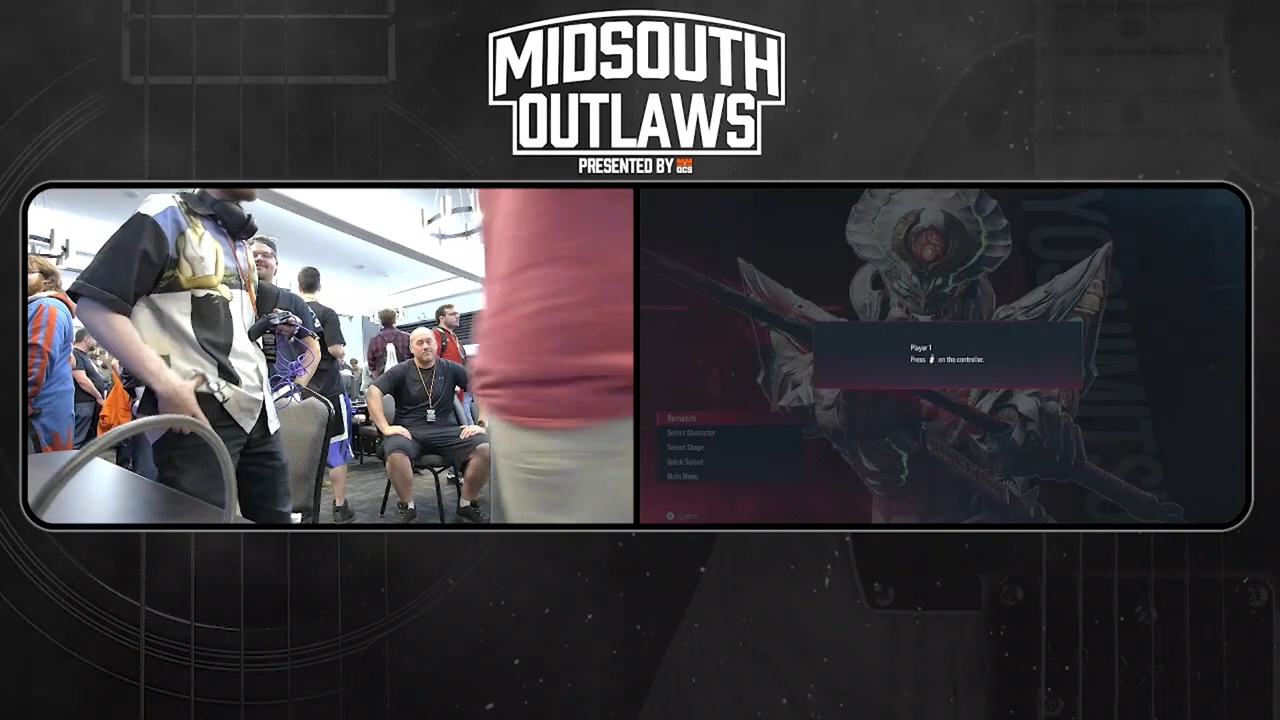 MIDSOUTH
OUTLAWS
PRESENTED BY QCS
Player 1
Press on the controller.
Rematch
Select Character
Select Stage
Quick Select
Main Menu